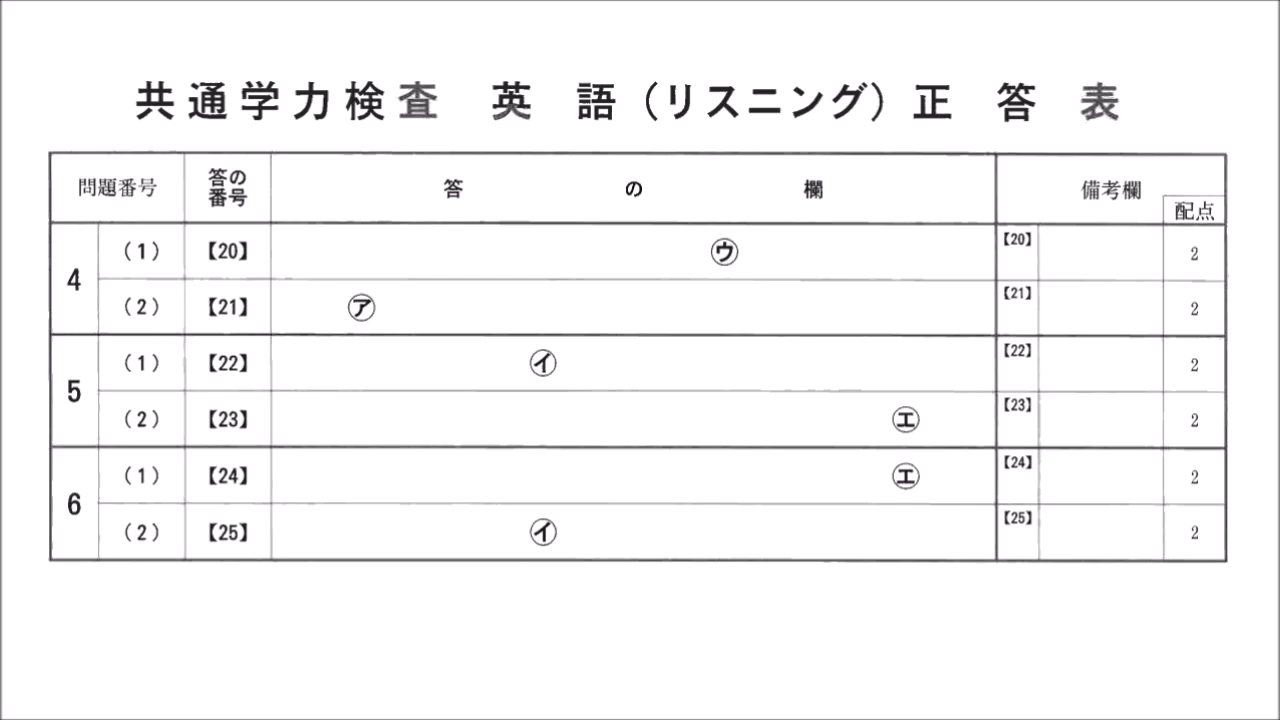 共通学力検査 英 語（リスニング）正 答 表
問題番号 答の番号 答 の 欄 備考欄 配点
4 （1） 【20】 ㋒ 【20】 2
（2） 【21】 ㋐ 【21】 2
5 （1） 【22】 ㋑ 【22】 2
（2） 【23】 ㋓ 【23】 2
6 （1） 【24】 ㋓ 【24】 2
（2） 【25】 ㋑ 【25】 2